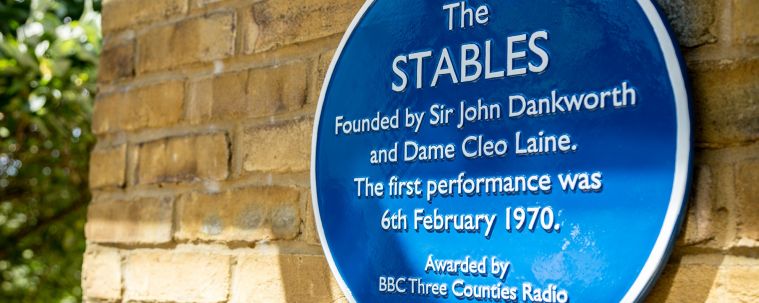 The
STABLES
Founded by Sir John Dankworth
and Dame Cleo Laine.
The first performance was
6th February 1970.
Awarded by
BBC Three Counties Radio